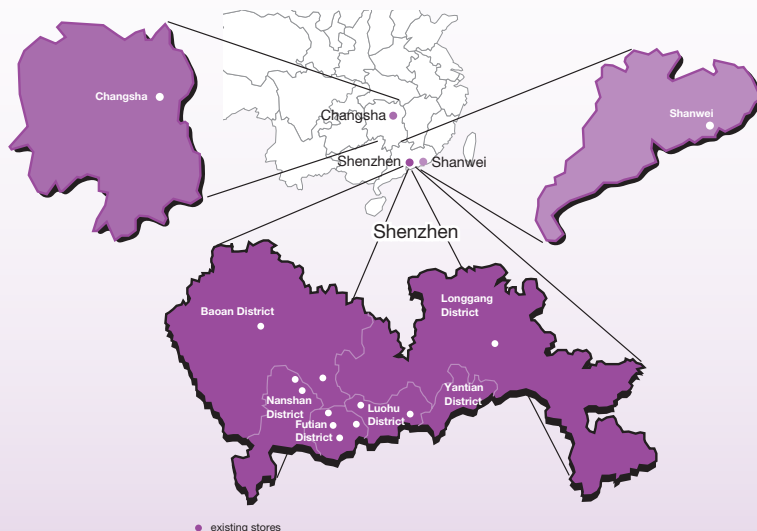 Changsha
Changsha
Shanwei
Shenzhen
Shanwei
Shenzhen
Baoan District
Longgang
District
Nanshan
District
Futian
District
Luohu
District
Yantian
District
existing stores